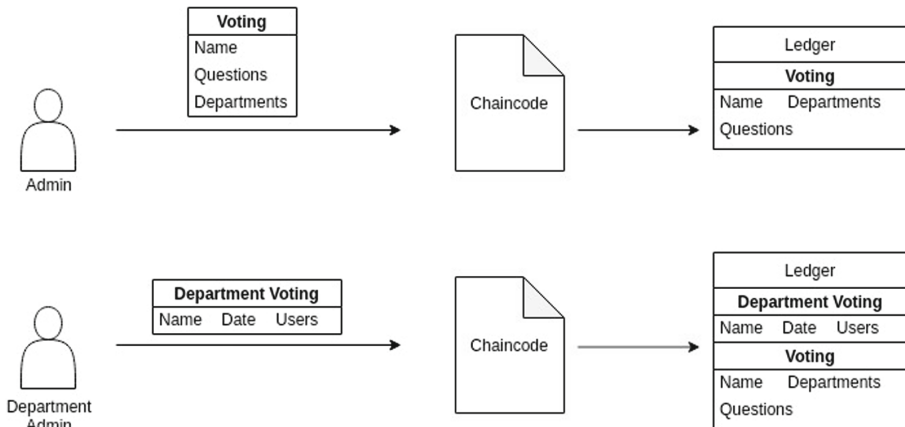 Voting
Name
Questions
Departments
Admin
Chaincode
Ledger
Voting
Name Departments
Questions
Department Voting
Name Date Users
Department
Admin
Chaincode
Ledger
Department Voting
Name Date Users
Voting
Name Departments
Questions